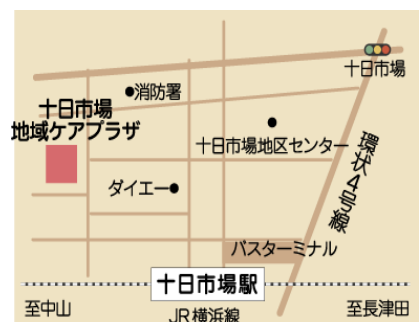 十日市場
消防署
十日市場
地域ケアプラザ
十日市場地区センター
環状4号線
ダイエー
バスターミナル
十日市場駅
至中山
JR横浜線
至長津田